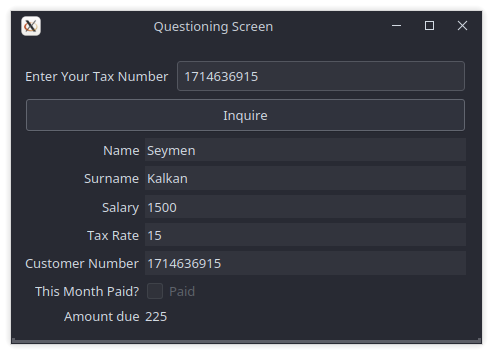 Questioning Screen
Enter Your Tax Number 1714636915
Inquire
Name Seymen
Surname Kalkan
Salary 1500
Tax Rate 15
Customer Number 1714636915
This Month Paid? Paid
Amount due 225